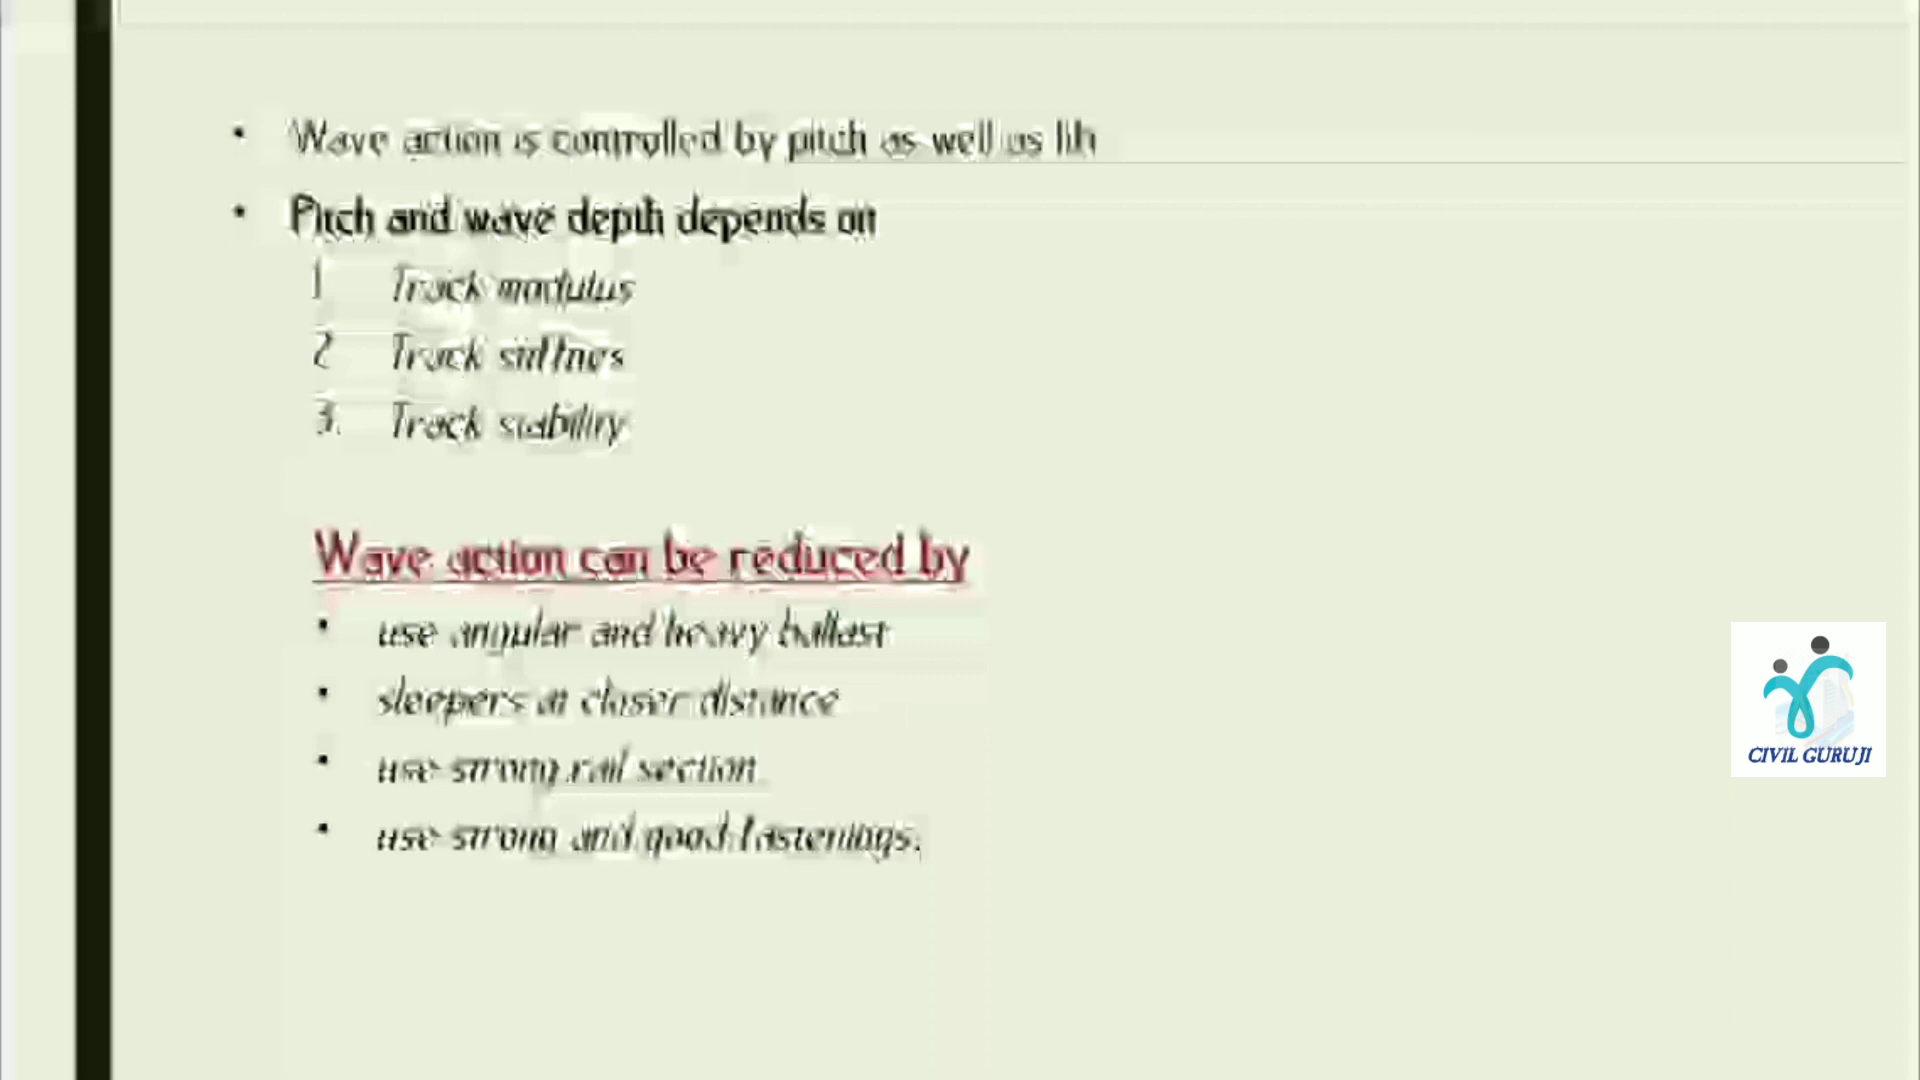 • Wave action is controlled by pitch as well as lift
• Pitch and wave depth depends on
1 Track modulus
2 Track stiffnes
3. Track stability
Wave action can be reduced by
• use angular and heavy ballast
• sleepers at closer distance
• use strong rail section
• use strong and good fastenings.
CIVIL GURUJI